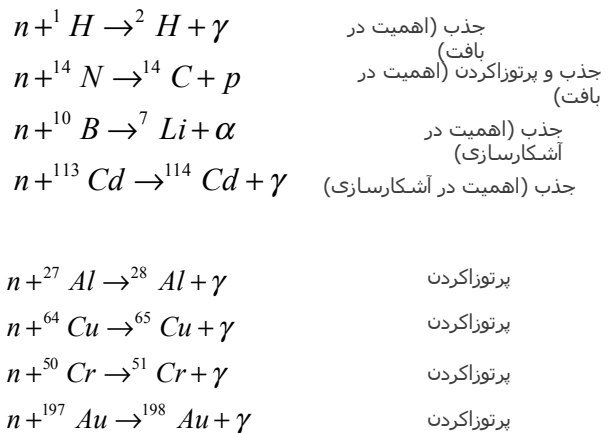 n+¹H→²H+γ جذب (اهمیت در
بافت)
n+¹⁴N→¹⁴C+p جذب و پرتوزاکردن (اهمیت در
بافت)
n+¹⁰B→⁷Li+α جذب (اهمیت در
آشکارسازی)
n+¹¹³Cd→¹¹⁴Cd+γ جذب (اهمیت در آشکارسازی)
n+²⁷Al→²⁸Al+γ پرتوزاکردن
n+⁶⁴Cu→⁶⁵Cu+γ پرتوزاکردن
n+⁵⁰Cr→⁵¹Cr+γ پرتوزاکردن
n+¹⁹⁷Au→¹⁹⁸Au+γ پرتوزاکردن